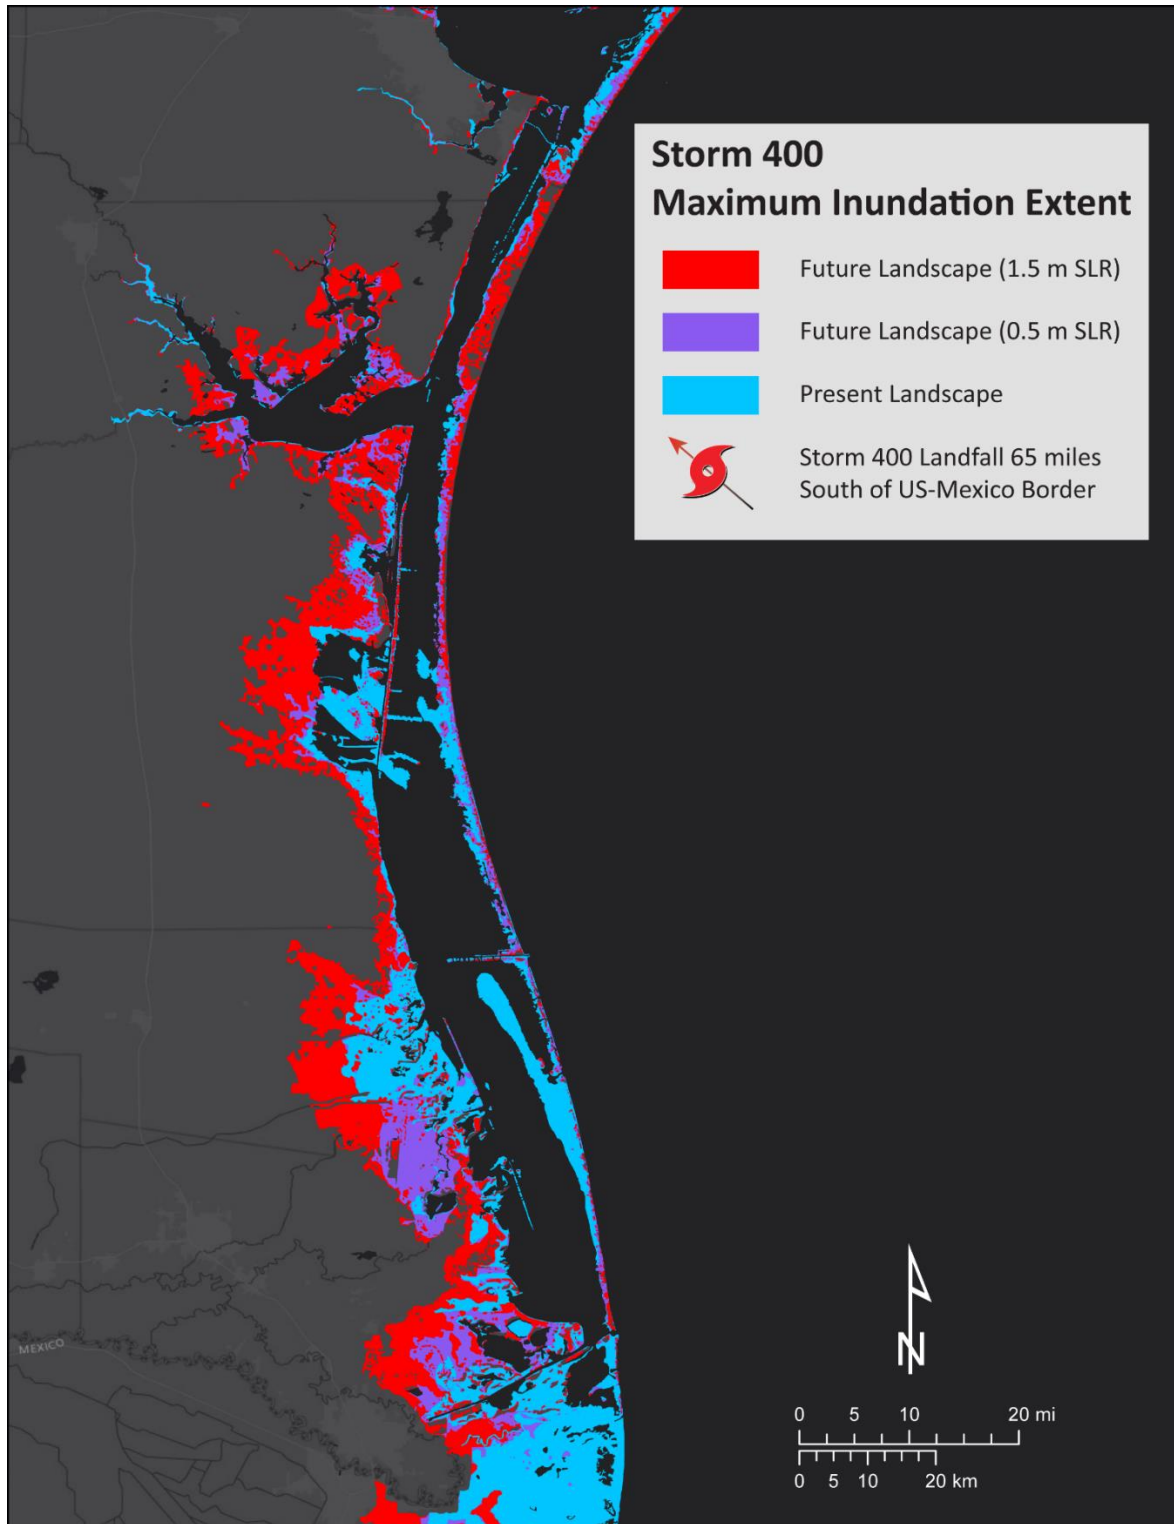 Storm 400
Maximum Inundation Extent
Future Landscape (1.5 m SLR)
Future Landscape (0.5 m SLR)
Present Landscape
Storm 400 Landfall 65 miles
South of US-Mexico Border
MEXICO
N
0 5 10 20 mi
0 5 10 20 km